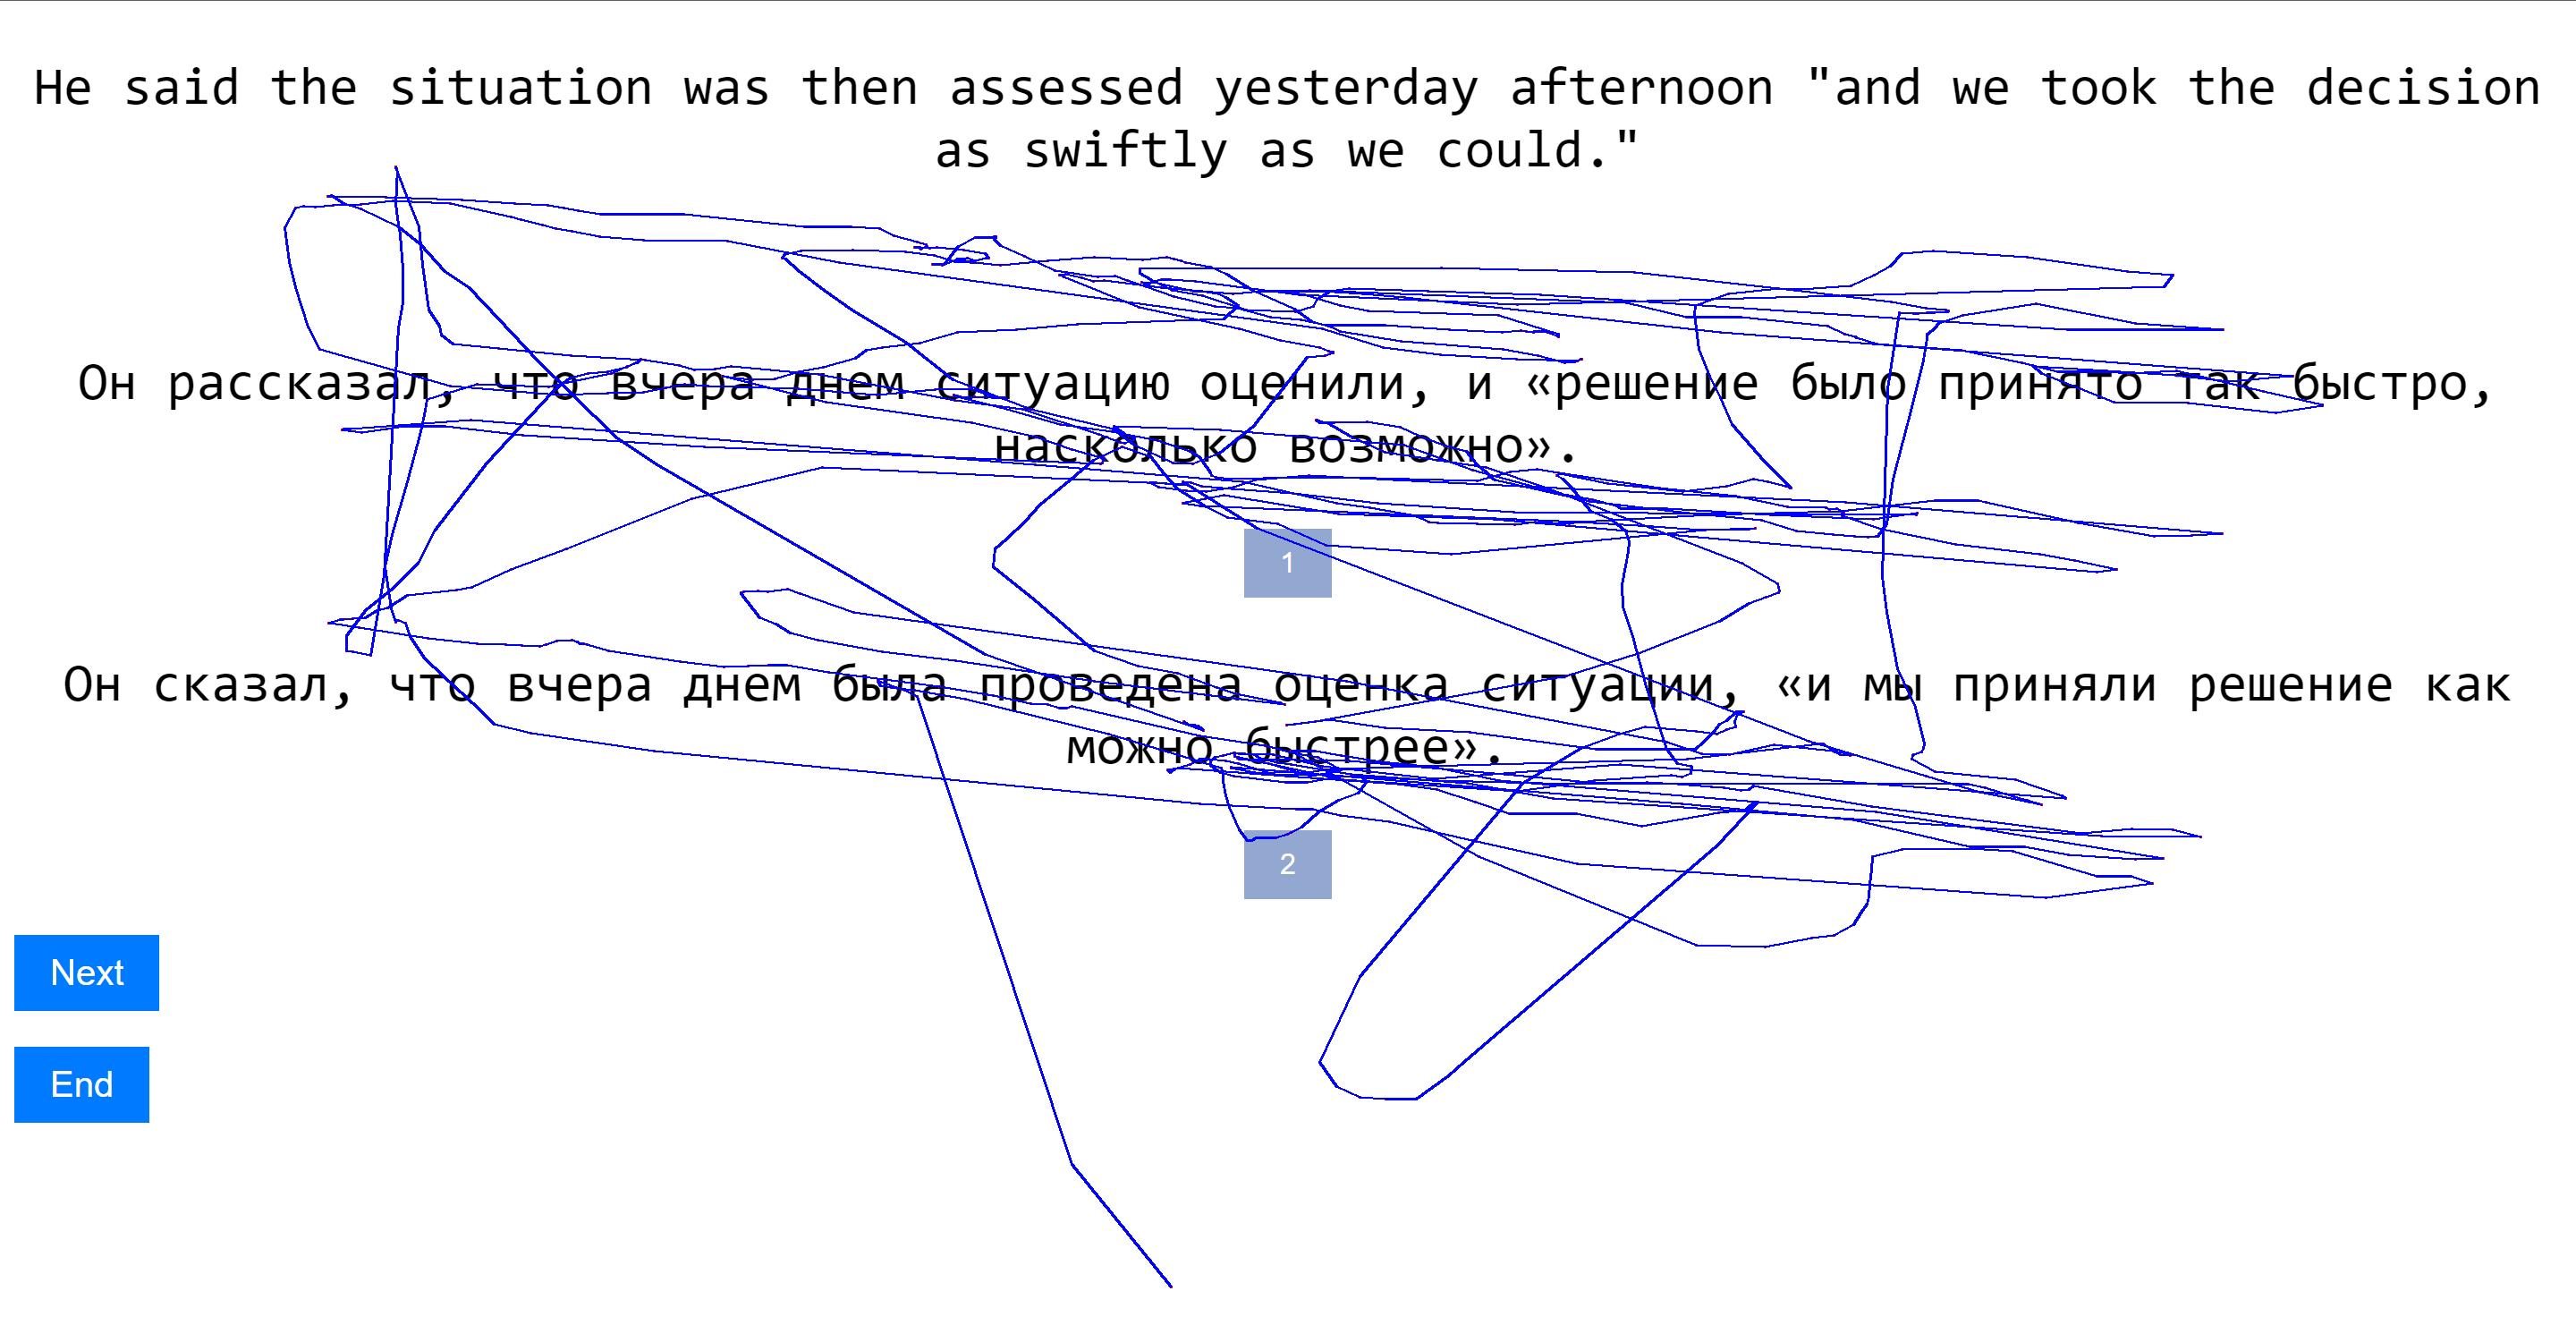 He said the situation was then assessed yesterday afternoon "and we took the decision
as swiftly as we could."
Он рассказал, что вчера днем ситуацию оценили, и «решение было принято так быстро,
насколько возможно».
1
Он сказал, что вчера днем была проведена оценка ситуации, «и мы приняли решение как
можно быстрее».
2
Next
End